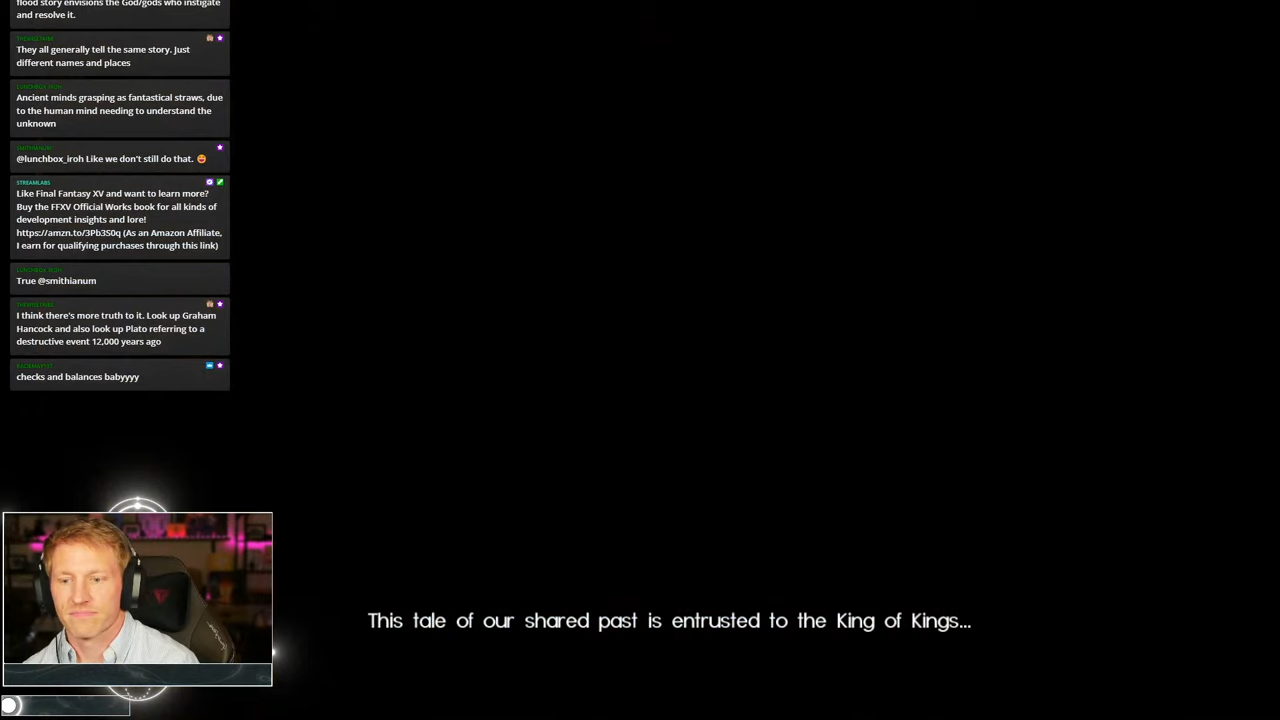 flood story envisions the God/gods who instigate
and resolve it.
They all generally tell the same story. Just
different names and places
LUNCHBOX_IROH
Ancient minds grasping as fantastical straws, due
to the human mind needing to understand the
unknown
SMITHIANUM
@lunchbox_iroh Like we don't still do that. 😄
STREAMLABS
Like Final Fantasy XV and want to learn more?
Buy the FFXV Official Works book for all kinds of
development insights and lore!
https://amzn.to/3Pb3S0q (As an Amazon Affiliate,
I earn for qualifying purchases through this link)
LUNCHBOX_IROH
True @smithianum
I think there's more truth to it. Look up Graham
Hancock and also look up Plato referring to a
destructive event 12,000 years ago
checks and balances babyyyy
This tale of our shared past is entrusted to the King of Kings...